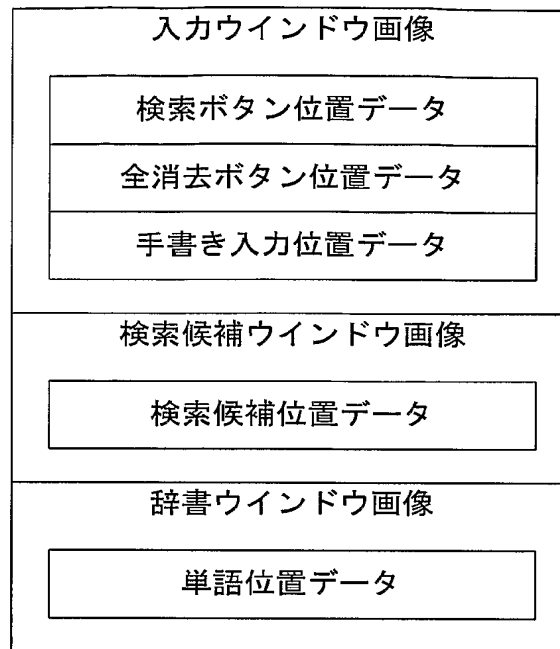 入力ウインドウ画像
検索ボタン位置データ
全消去ボタン位置データ
手書き入力位置データ
検索候補ウインドウ画像
検索候補位置データ
辞書ウインドウ画像
単語位置データ